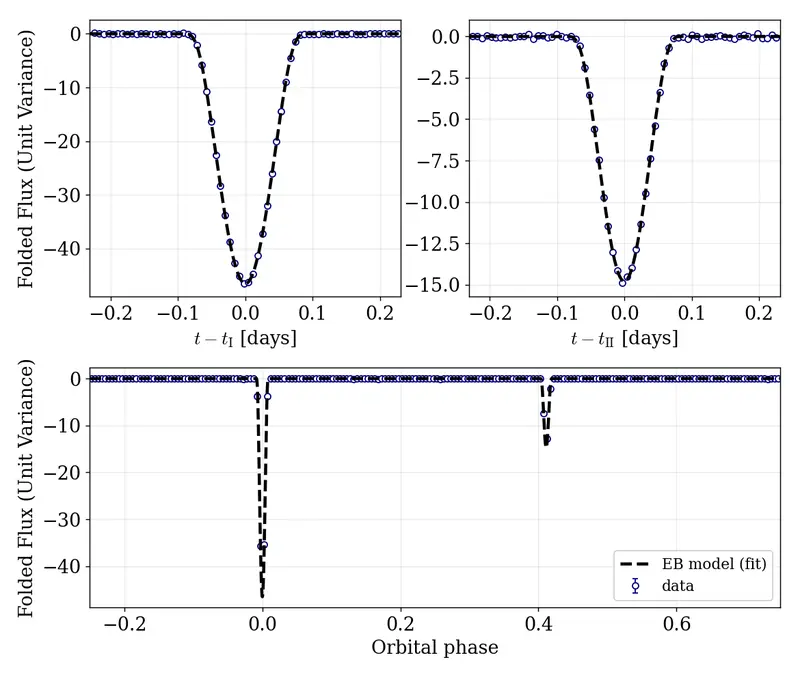 Folded Flux (Unit Variance)
0
−10
−20
−30
−40
−0.2 −0.1 0.0 0.1 0.2
t − t_I [days]
0.0
−2.5
−5.0
−7.5
−10.0
−12.5
−15.0
−0.2 −0.1 0.0 0.1 0.2
t − t_II [days]
Folded Flux (Unit Variance)
0
−10
−20
−30
−40
EB model (fit)
data
−0.2 0.0 0.2 0.4 0.6
Orbital phase